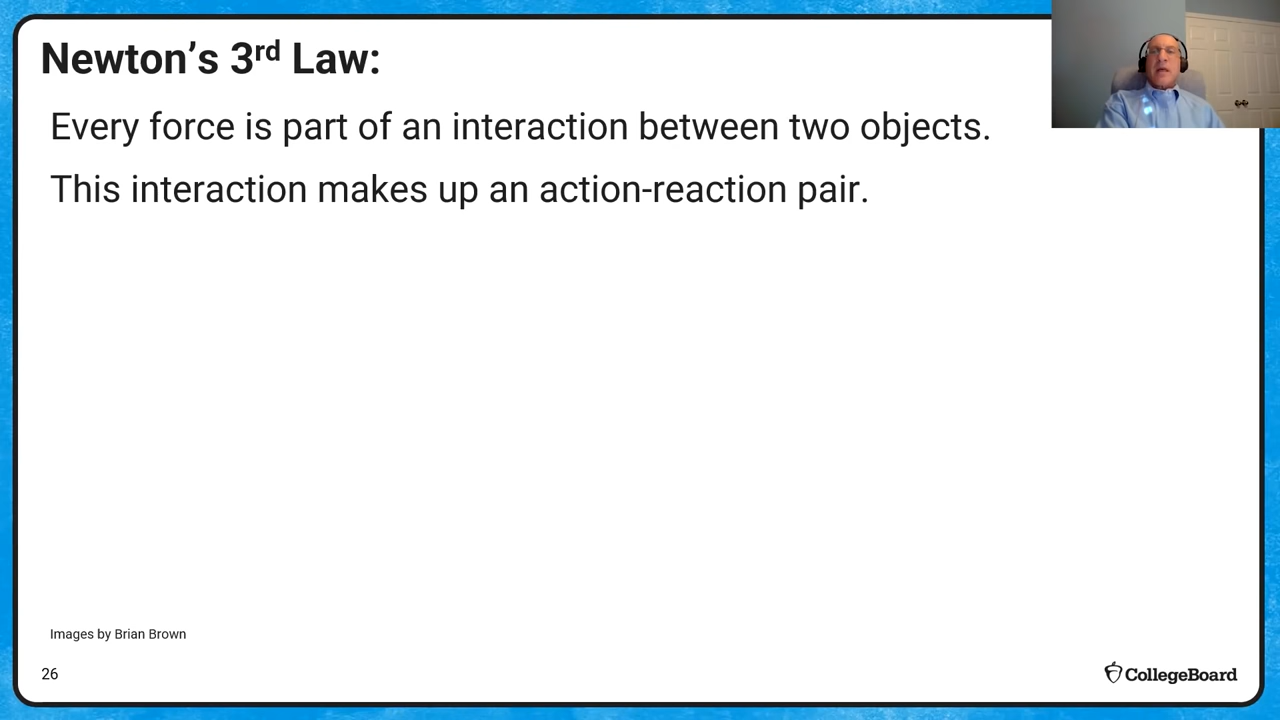 Newton’s 3rd Law:
Every force is part of an interaction between two objects.
This interaction makes up an action-reaction pair.
Images by Brian Brown
26
CollegeBoard